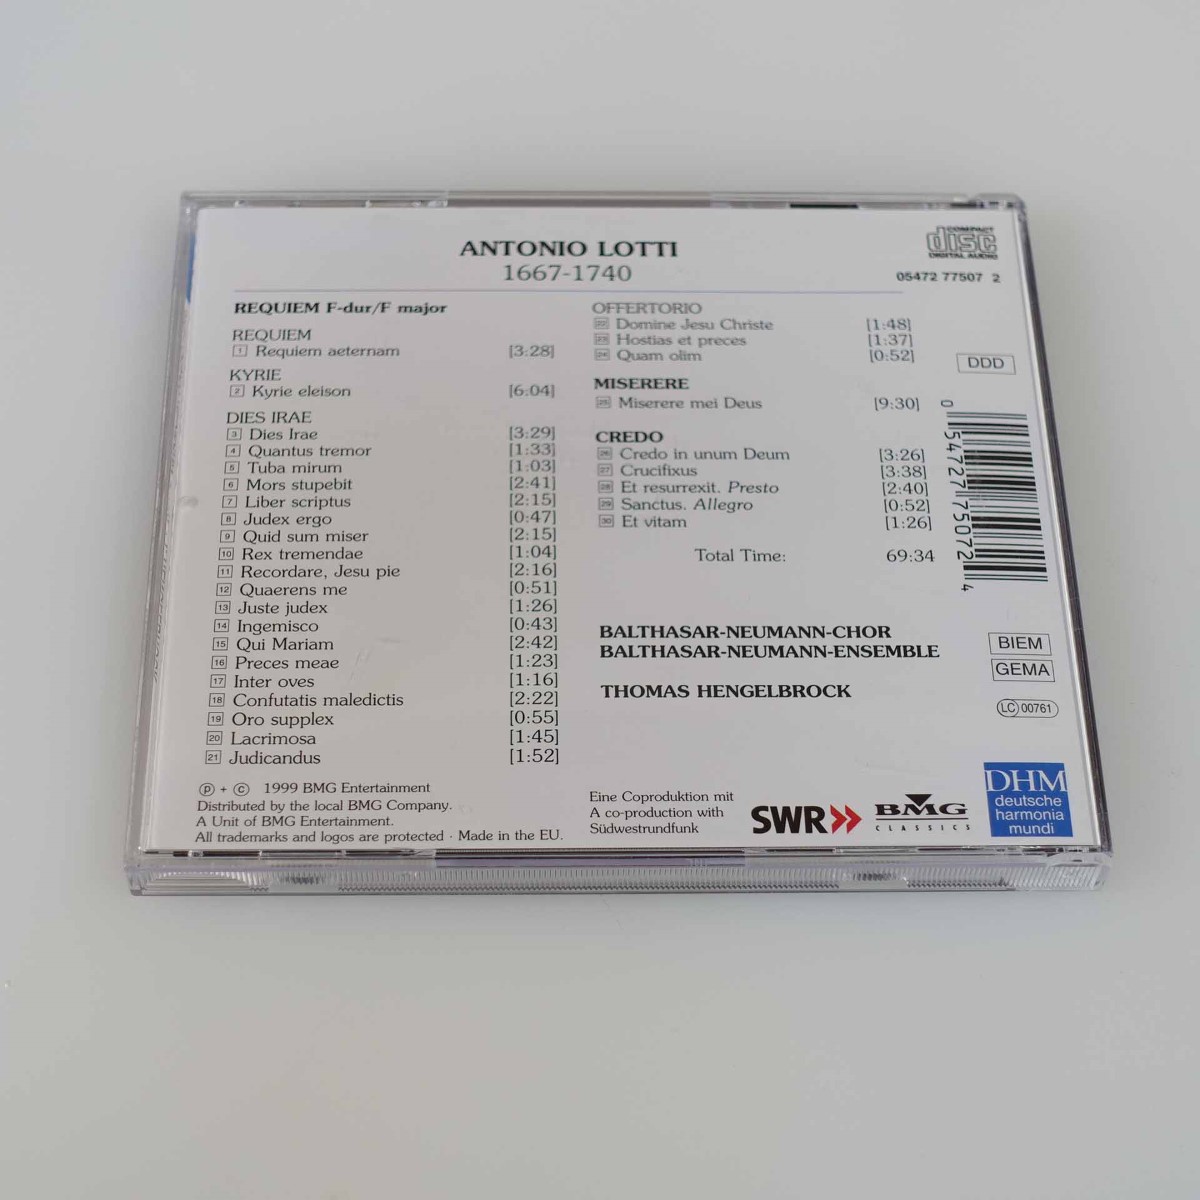 ANTONIO LOTTI
1667-1740
COMPACT
disc
DIGITAL AUDIO
05472 77507 2
REQUIEM F-dur/F major
REQUIEM
1 Requiem aeternam [3:28]
KYRIE
2 Kyrie eleison [6:04]
DIES IRAE
3 Dies Irae [3:29]
4 Quantus tremor [1:33]
5 Tuba mirum [1:03]
6 Mors stupebit [2:41]
7 Liber scriptus [2:15]
8 Judex ergo [0:47]
9 Quid sum miser [2:15]
10 Rex tremendae [1:04]
11 Recordare, Jesu pie [2:16]
12 Quaerens me [0:51]
13 Juste judex [1:26]
14 Ingemisco [0:43]
15 Qui Mariam [2:42]
16 Preces meae [1:23]
17 Inter oves [1:16]
18 Confutatis maledictis [2:22]
19 Oro supplex [0:55]
20 Lacrimosa [1:45]
21 Judicandus [1:52]
OFFERTORIO
22 Domine Jesu Christe [1:48]
23 Hostias et preces [1:37]
24 Quam olim [0:52]
MISERERE
25 Miserere mei Deus [9:30]
CREDO
26 Credo in unum Deum [3:26]
27 Crucifixus [3:38]
28 Et resurrexit. Presto [2:40]
29 Sanctus. Allegro [0:52]
30 Et vitam [1:26]
Total Time: 69:34
BALTHASAR-NEUMANN-CHOR
BALTHASAR-NEUMANN-ENSEMBLE
THOMAS HENGELBROCK
DDD
0 54727 75072 4
BIEM
GEMA
LC 00761
℗ + © 1999 BMG Entertainment
Distributed by the local BMG Company.
A Unit of BMG Entertainment.
All trademarks and logos are protected · Made in the EU.
Eine Coproduktion mit
A co-production with
Südwestrundfunk
SWR
BMG
CLASSICS
DHM
deutsche
harmonia
mundi